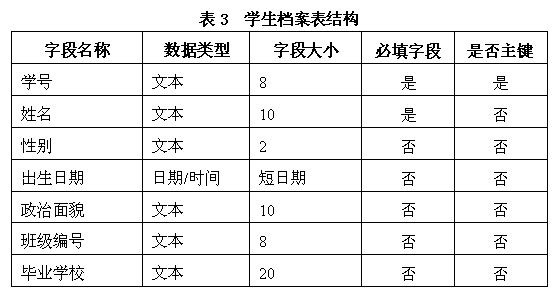 表 3 学生档案表结构
字段名称 数据类型 字段大小 必填字段 是否主键
学号 文本 8 是 是
姓名 文本 10 是 否
性别 文本 2 否 否
出生日期 日期/时间 短日期 否 否
政治面貌 文本 10 否 否
班级编号 文本 8 否 否
毕业学校 文本 20 否 否